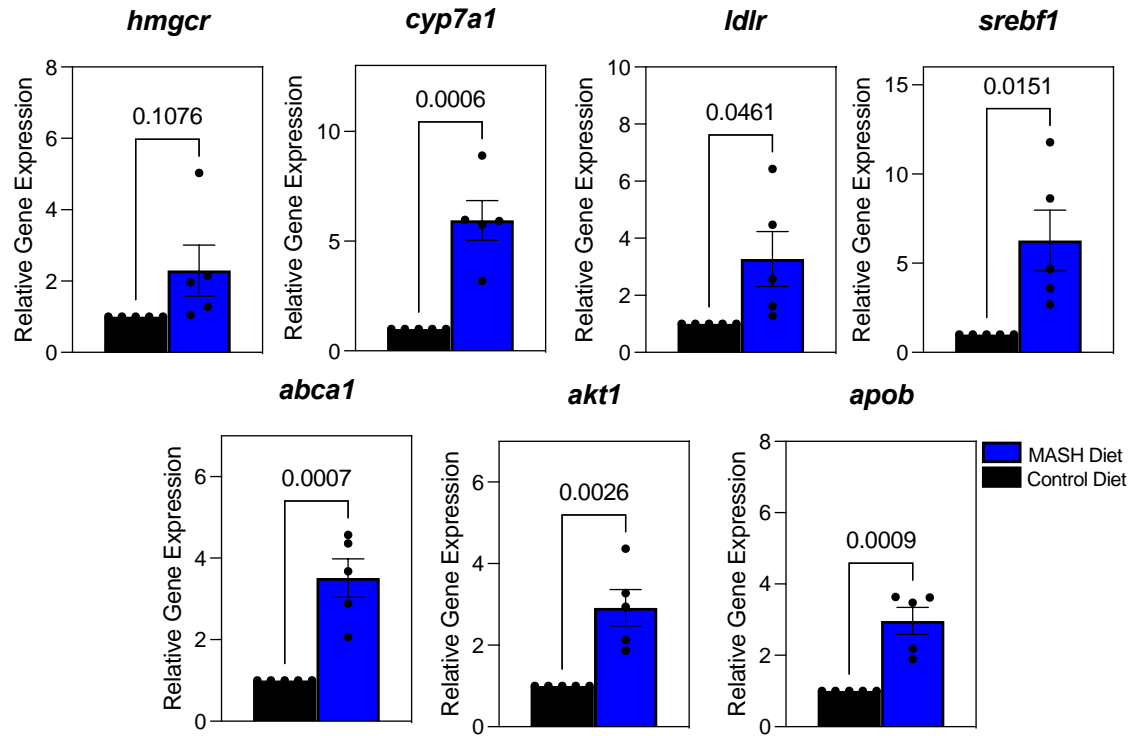 hmgcr
cyp7a1
ldlr
srebf1
Relative Gene Expression
8
6
4
2
0
0.1076
Relative Gene Expression
10
5
0
0.0006
Relative Gene Expression
10
8
6
4
2
0
0.0461
Relative Gene Expression
15
10
5
0
0.0151
abca1
akt1
apob
Relative Gene Expression
6
4
2
0
0.0007
Relative Gene Expression
6
4
2
0
0.0026
Relative Gene Expression
8
6
4
2
0
0.0009
MASH Diet
Control Diet